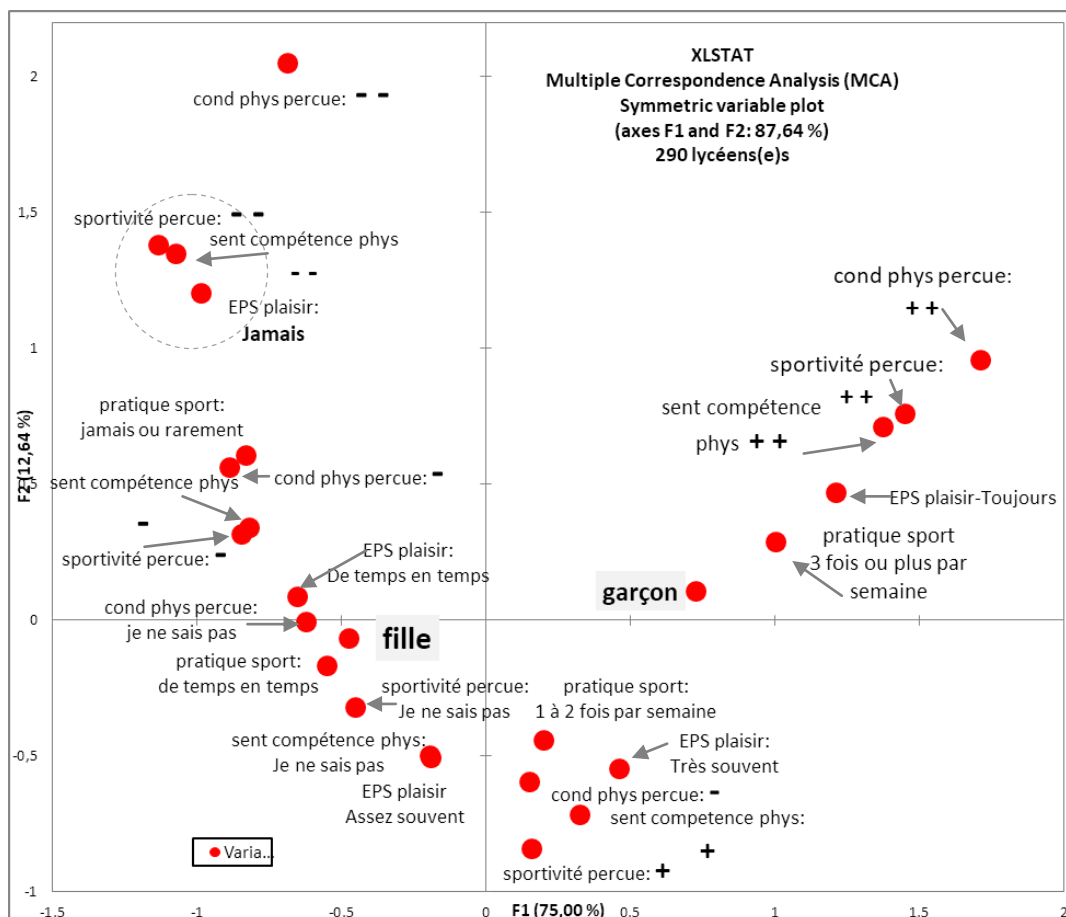 XLSTAT
Multiple Correspondence Analysis (MCA)
Symmetric variable plot
(axes F1 and F2: 87,64 %)
290 lycéens(e)s
2
cond phys percue: - -
1,5
sportivité percue: - -
sent compétence phys
- -
EPS plaisir:
Jamais
cond phys percue:
+ +
1
sportivité percue:
+ +
sent compétence
phys + +
pratique sport:
jamais ou rarement
F2 (12,64 %)
0,5
sent compétence phys
-
cond phys percue: -
EPS plaisir-Toujours
sportivité percue: -
EPS plaisir:
De temps en temps
pratique sport
3 fois ou plus par
semaine
garçon
cond phys percue:
je ne sais pas
0
fille
pratique sport:
de temps en temps
sportivité percue:
Je ne sais pas
pratique sport:
1 à 2 fois par semaine
sent compétence phys:
Je ne sais pas
-0,5
EPS plaisir
Assez souvent
EPS plaisir:
Très souvent
cond phys percue: -
sent competence phys:
+
sportivité percue: +
Varia...
-1
-1.5
-1
-0.5
0
0.5
1
1.5
2
F1 (75,00 %)